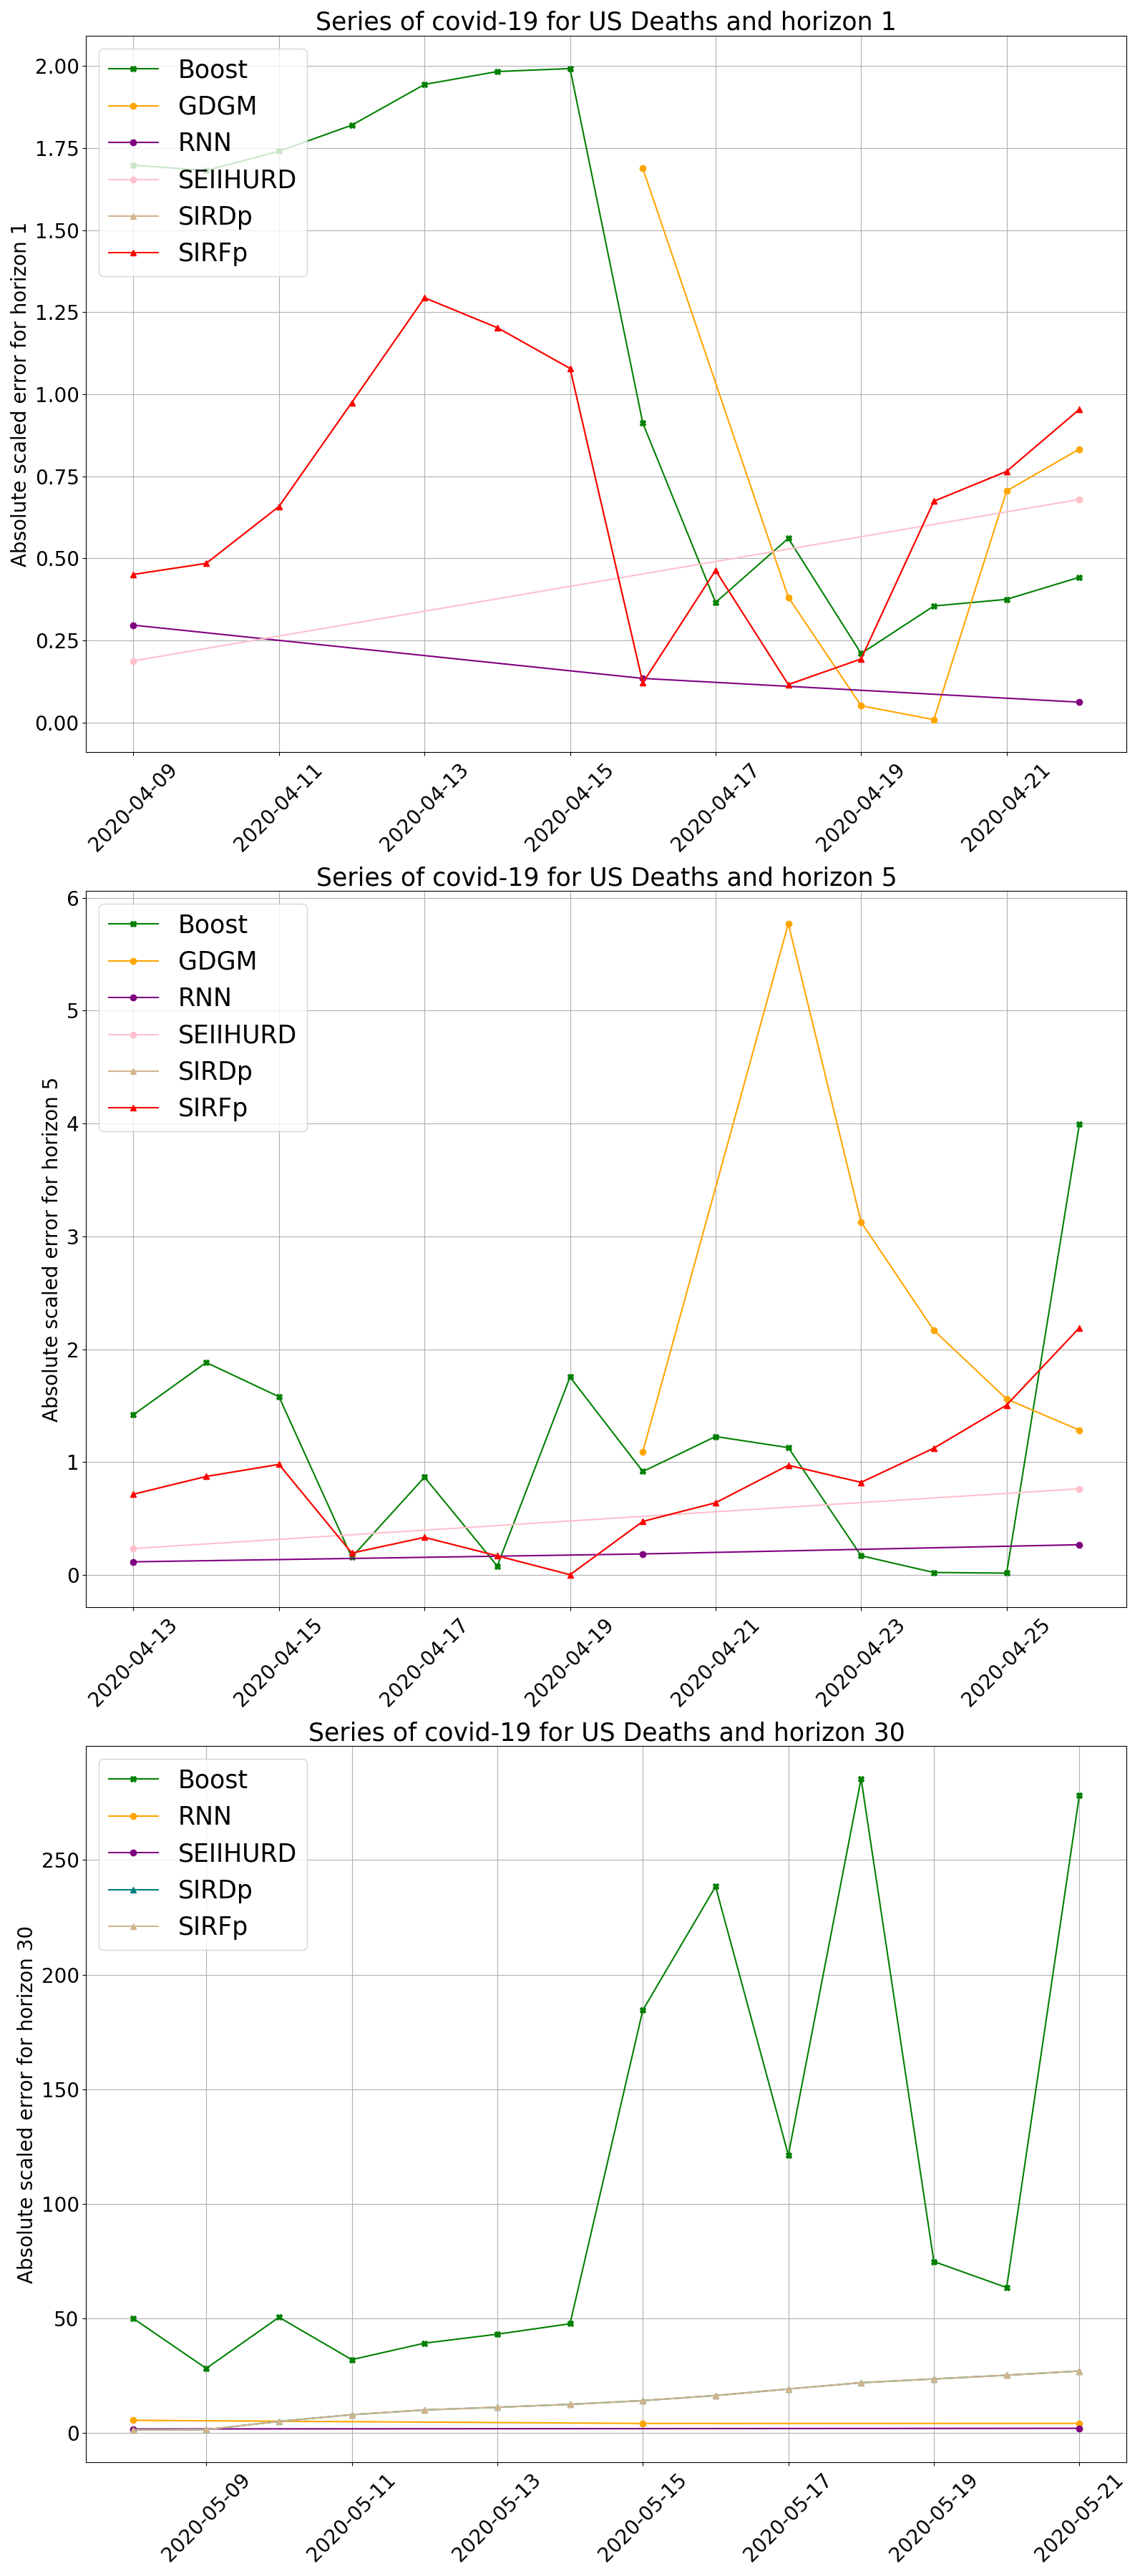 Series of covid-19 for US Deaths and horizon 1
Absolute scaled error for horizon 1
2.00
1.75
1.50
1.25
1.00
0.75
0.50
0.25
0.00
Boost
GDGM
RNN
SEIIHURD
SIRDp
SIRFp
2020-04-09
2020-04-11
2020-04-13
2020-04-15
2020-04-17
2020-04-19
2020-04-21
Series of covid-19 for US Deaths and horizon 5
Absolute scaled error for horizon 5
6
5
4
3
2
1
0
Boost
GDGM
RNN
SEIIHURD
SIRDp
SIRFp
2020-04-13
2020-04-15
2020-04-17
2020-04-19
2020-04-21
2020-04-23
2020-04-25
Series of covid-19 for US Deaths and horizon 30
Absolute scaled error for horizon 30
250
200
150
100
50
0
Boost
RNN
SEIIHURD
SIRDp
SIRFp
2020-05-09
2020-05-11
2020-05-13
2020-05-15
2020-05-17
2020-05-19
2020-05-21